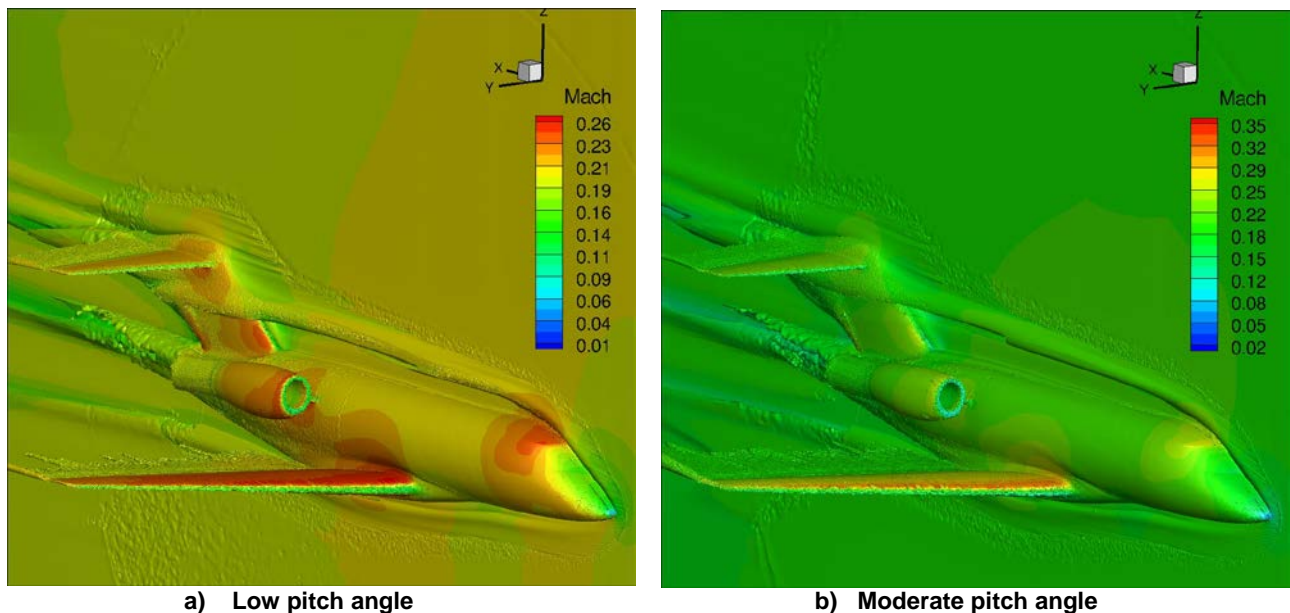 Z
X
Y
Mach
0.26
0.23
0.21
0.19
0.16
0.14
0.11
0.09
0.06
0.04
0.01
Z
X
Y
Mach
0.35
0.32
0.29
0.25
0.22
0.18
0.15
0.12
0.08
0.05
0.02
a) Low pitch angle
b) Moderate pitch angle